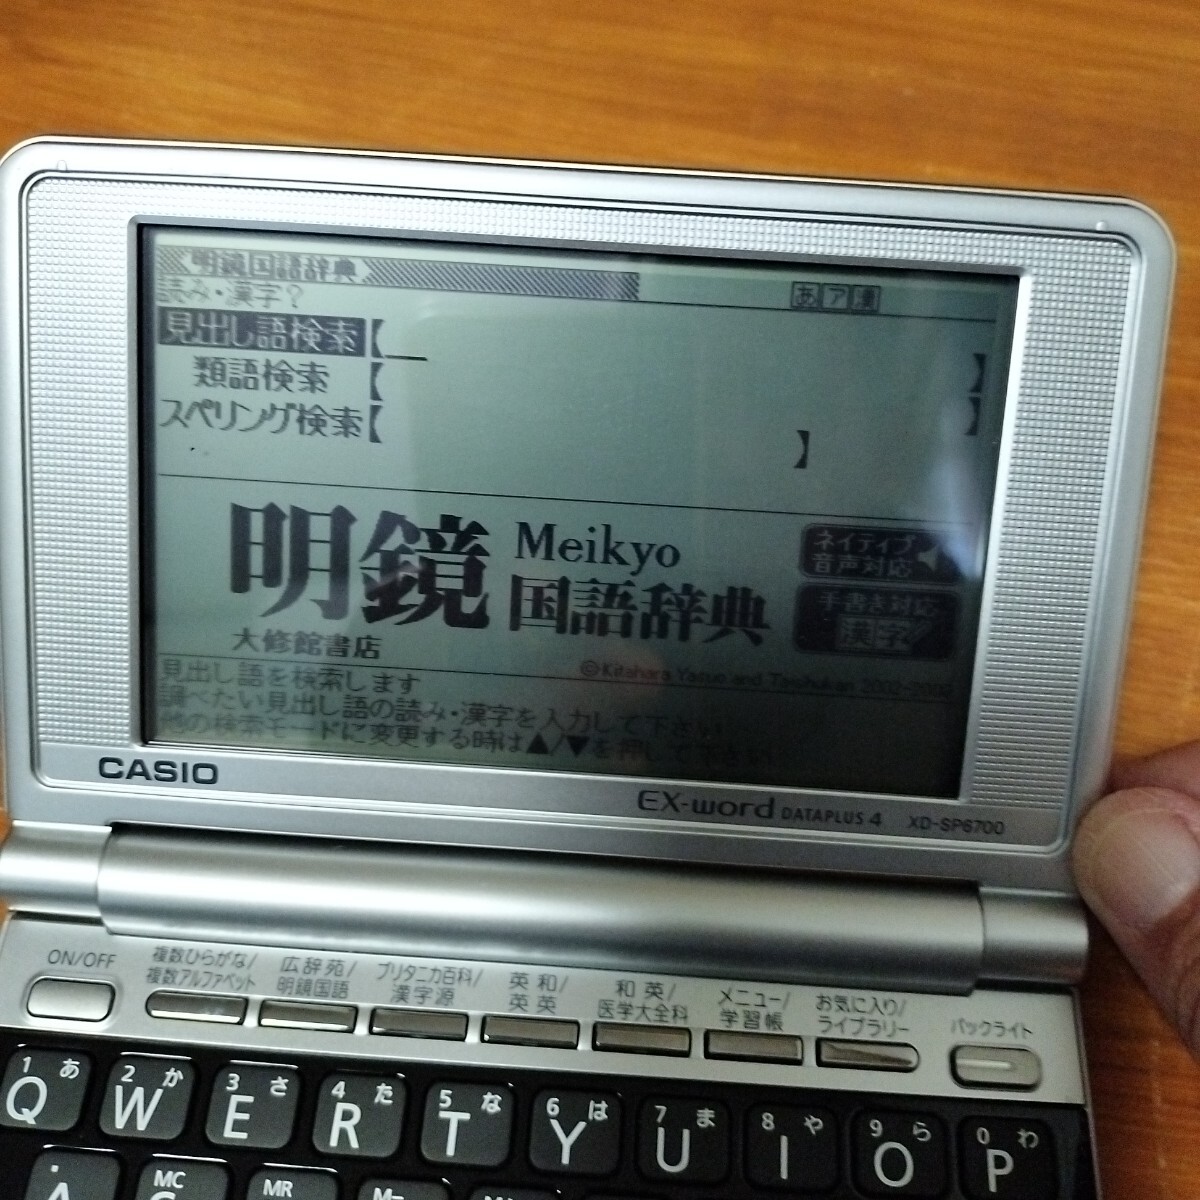 明鏡国語辞典
読み・漢字?
あ ア 漢
見出し語検索【 】
類語検索【 】
スペリング検索【 】
明鏡 Meikyo
国語辞典
大修館書店
ネイティブ
音声対応
手書き対応
漢字
©Kitahara Yasuo and Taishukan 2002-
見出し語を検索します
調べたい見出し語の読み・漢字を入力して下さい
他の検索モードに変更する時は▲/▼を押して下さい
CASIO
EX-word DATAPLUS 4 XD-SP6700
ON/OFF
複数ひらがな/
複数アルファベット
広辞苑/
明鏡国語
ブリタニカ百科/
漢字源
英和/
英英
和英/
医学大全科
メニュー/
学習帳
お気に入り/
ライブラリー
バックライト
1 あ Q
2 か W
3 さ E
4 た R
5 な T
6 は Y
7 ま U
8 や I
9 ら O
0 わ P
A
MC
MR
M−